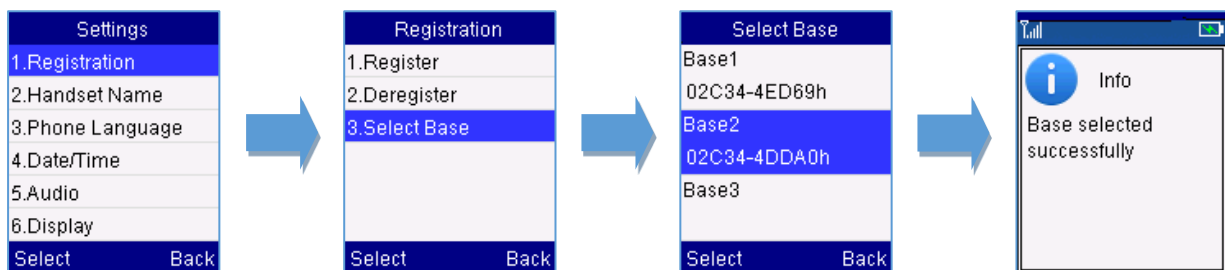 Settings
1.Registration
2.Handset Name
3.Phone Language
4.Date/Time
5.Audio
6.Display
Select Back
Registration
1.Register
2.Deregister
3.Select Base
Select Back
Select Base
Base1
02C34-4ED69h
Base2
02C34-4DDA0h
Base3
Select Back
Info
Base selected
successfully